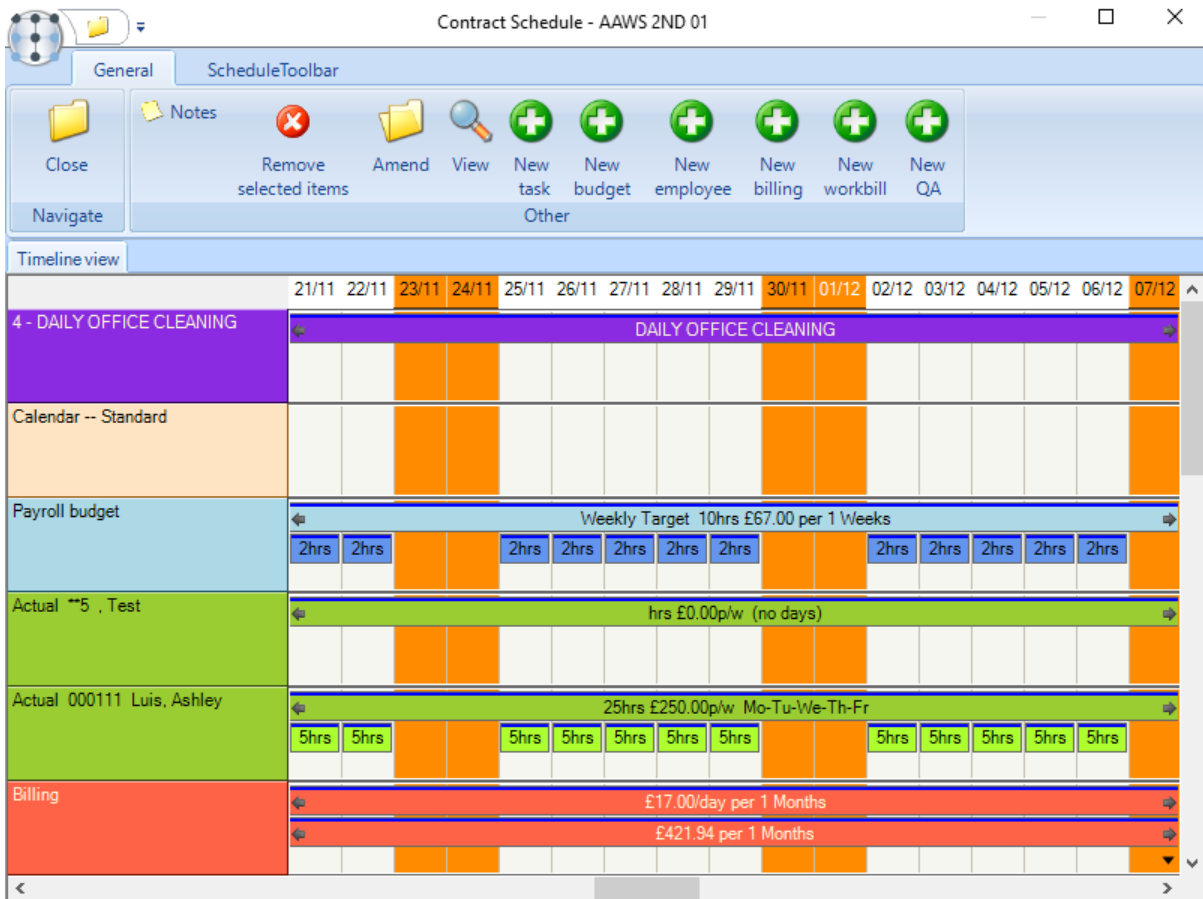 Contract Schedule - AAWS 2ND 01
General ScheduleToolbar
Notes
Close Remove selected items Amend View New task New budget New employee New billing New workbill New QA
Navigate Other
Timeline view
21/11 22/11 23/11 24/11 25/11 26/11 27/11 28/11 29/11 30/11 01/12 02/12 03/12 04/12 05/12 06/12 07/12
4 - DAILY OFFICE CLEANING DAILY OFFICE CLEANING
Calendar -- Standard
Payroll budget Weekly Target 10hrs £67.00 per 1 Weeks
2hrs 2hrs 2hrs 2hrs 2hrs 2hrs 2hrs 2hrs 2hrs 2hrs 2hrs 2hrs
Actual **5 , Test hrs £0.00p/w (no days)
Actual 000111 Luis, Ashley 25hrs £250.00p/w Mo-Tu-We-Th-Fr
5hrs 5hrs 5hrs 5hrs 5hrs 5hrs 5hrs 5hrs 5hrs 5hrs 5hrs 5hrs
Billing £17.00/day per 1 Months
£421.94 per 1 Months